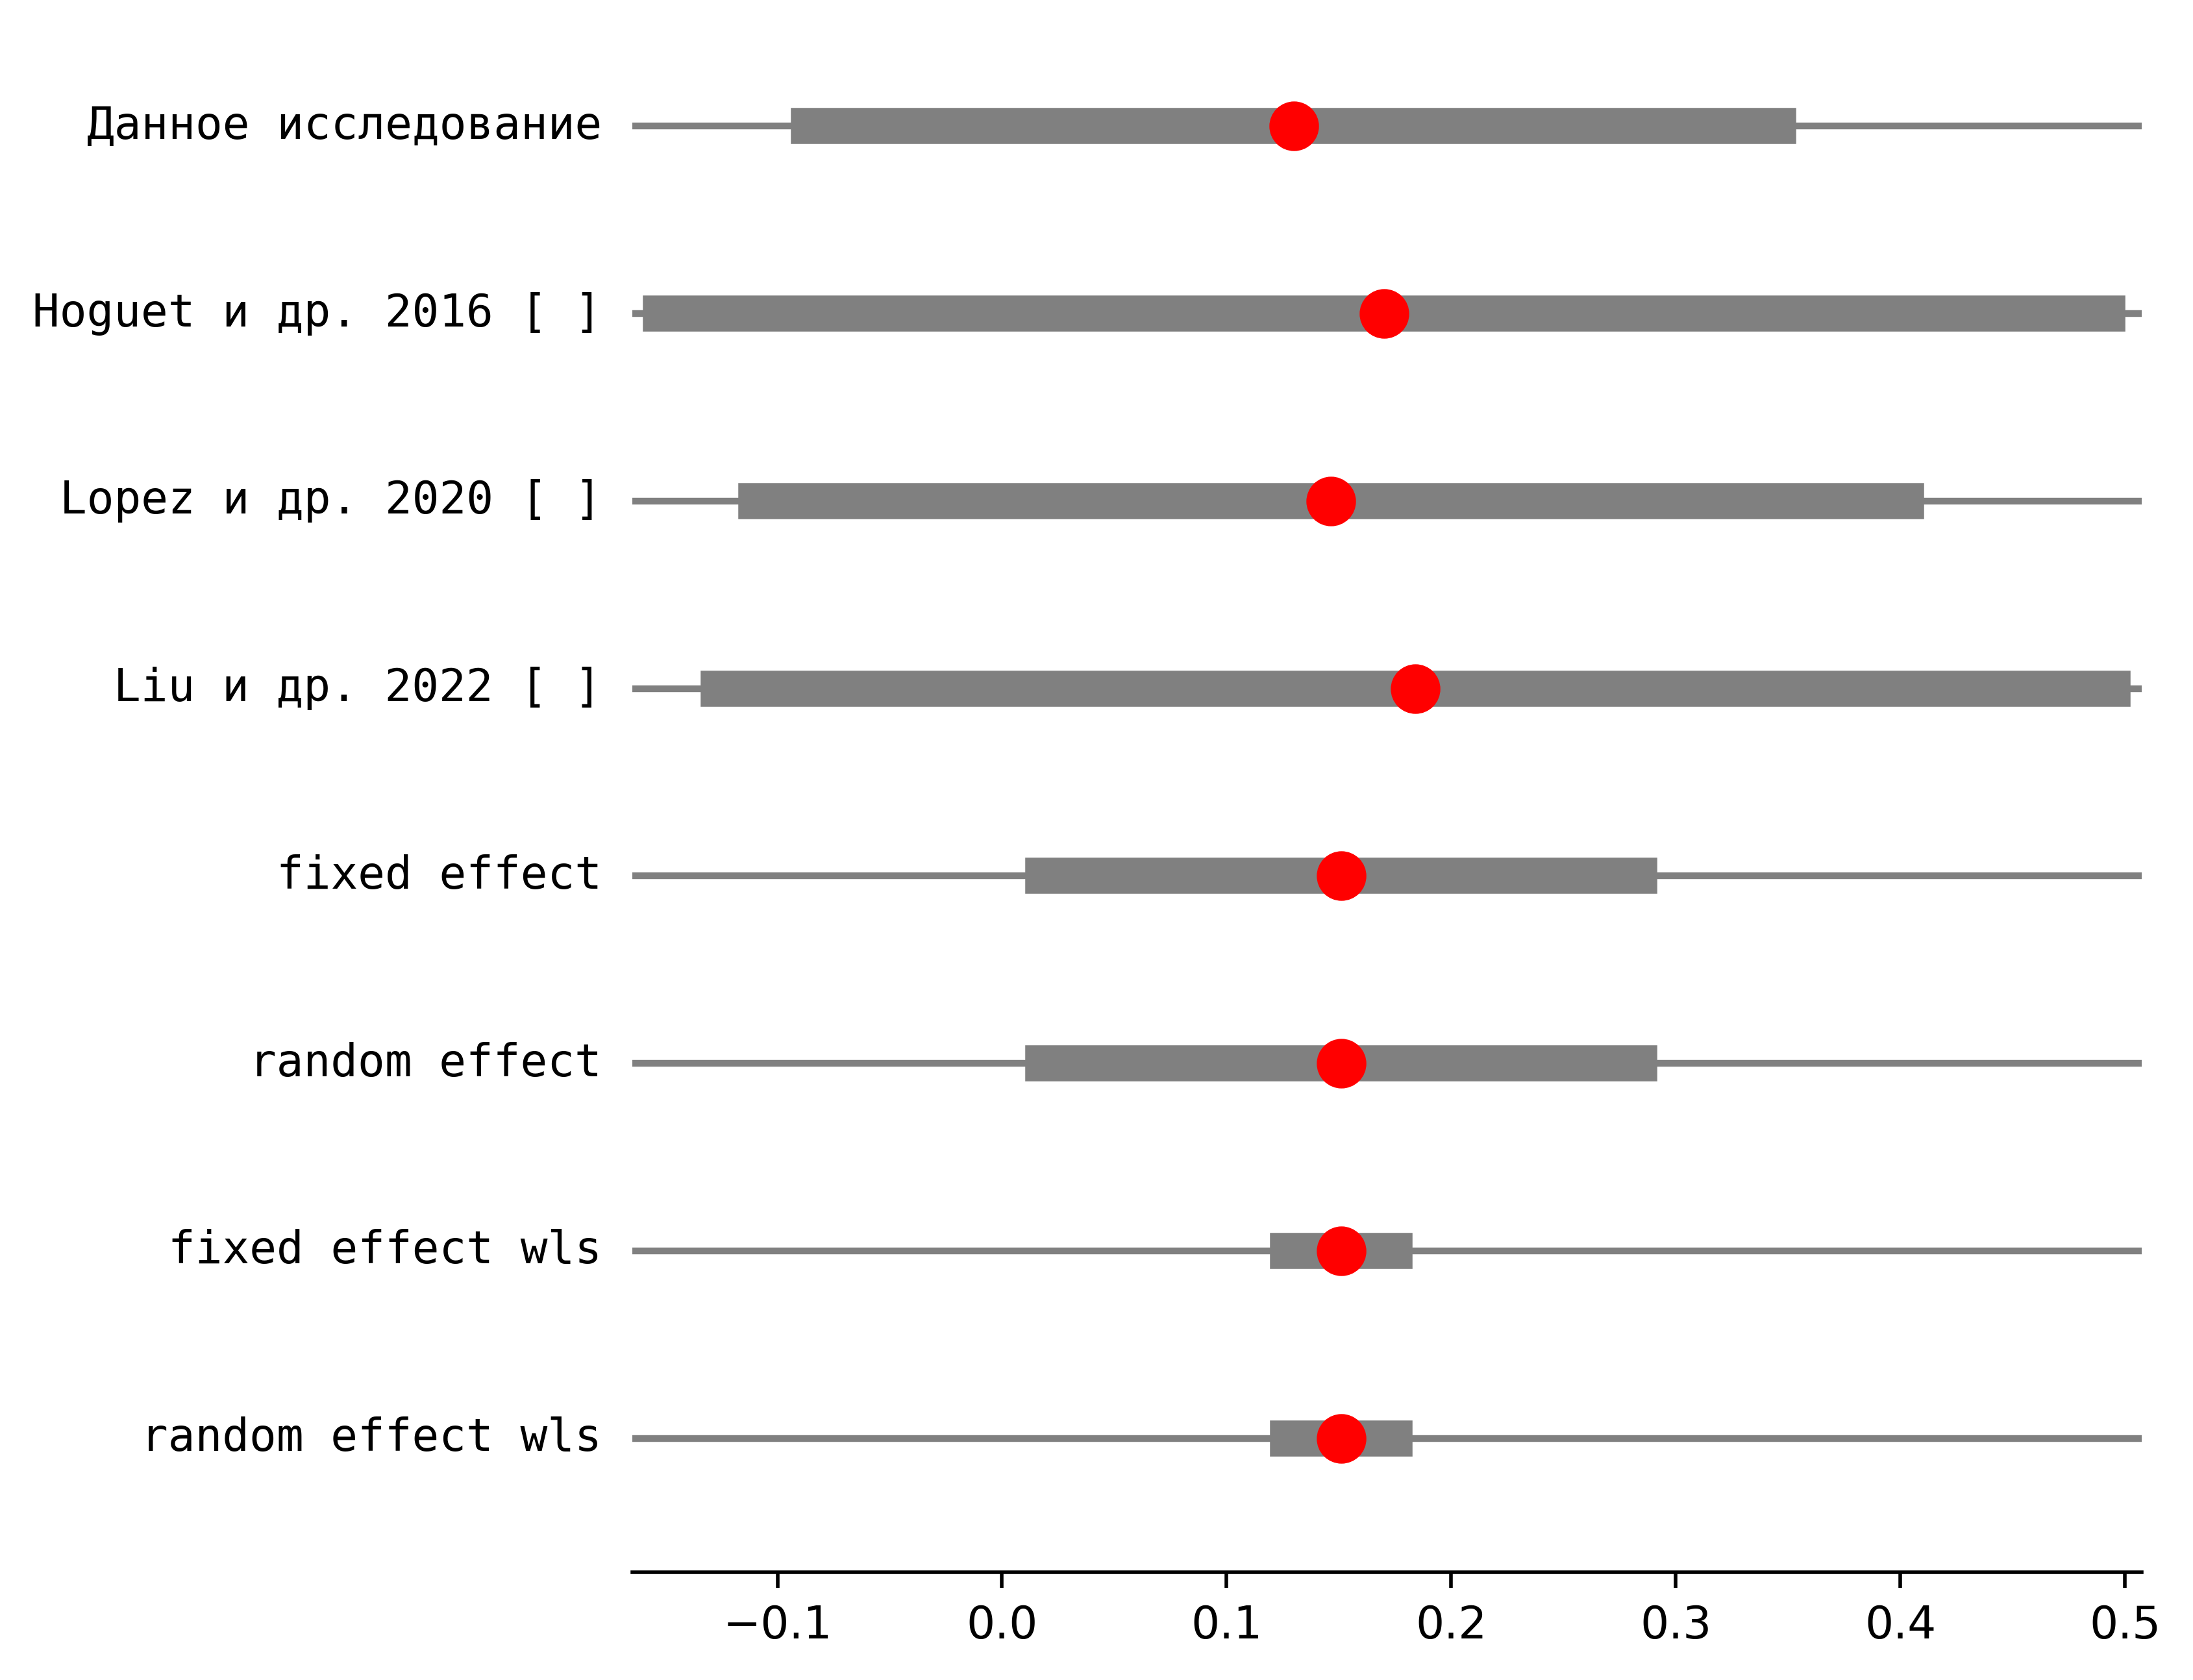 Данное исследование
Hoguet и др. 2016 [ ]
Lopez и др. 2020 [ ]
Liu и др. 2022 [ ]
fixed effect
random effect
fixed effect wls
random effect wls
−0.1 0.0 0.1 0.2 0.3 0.4 0.5